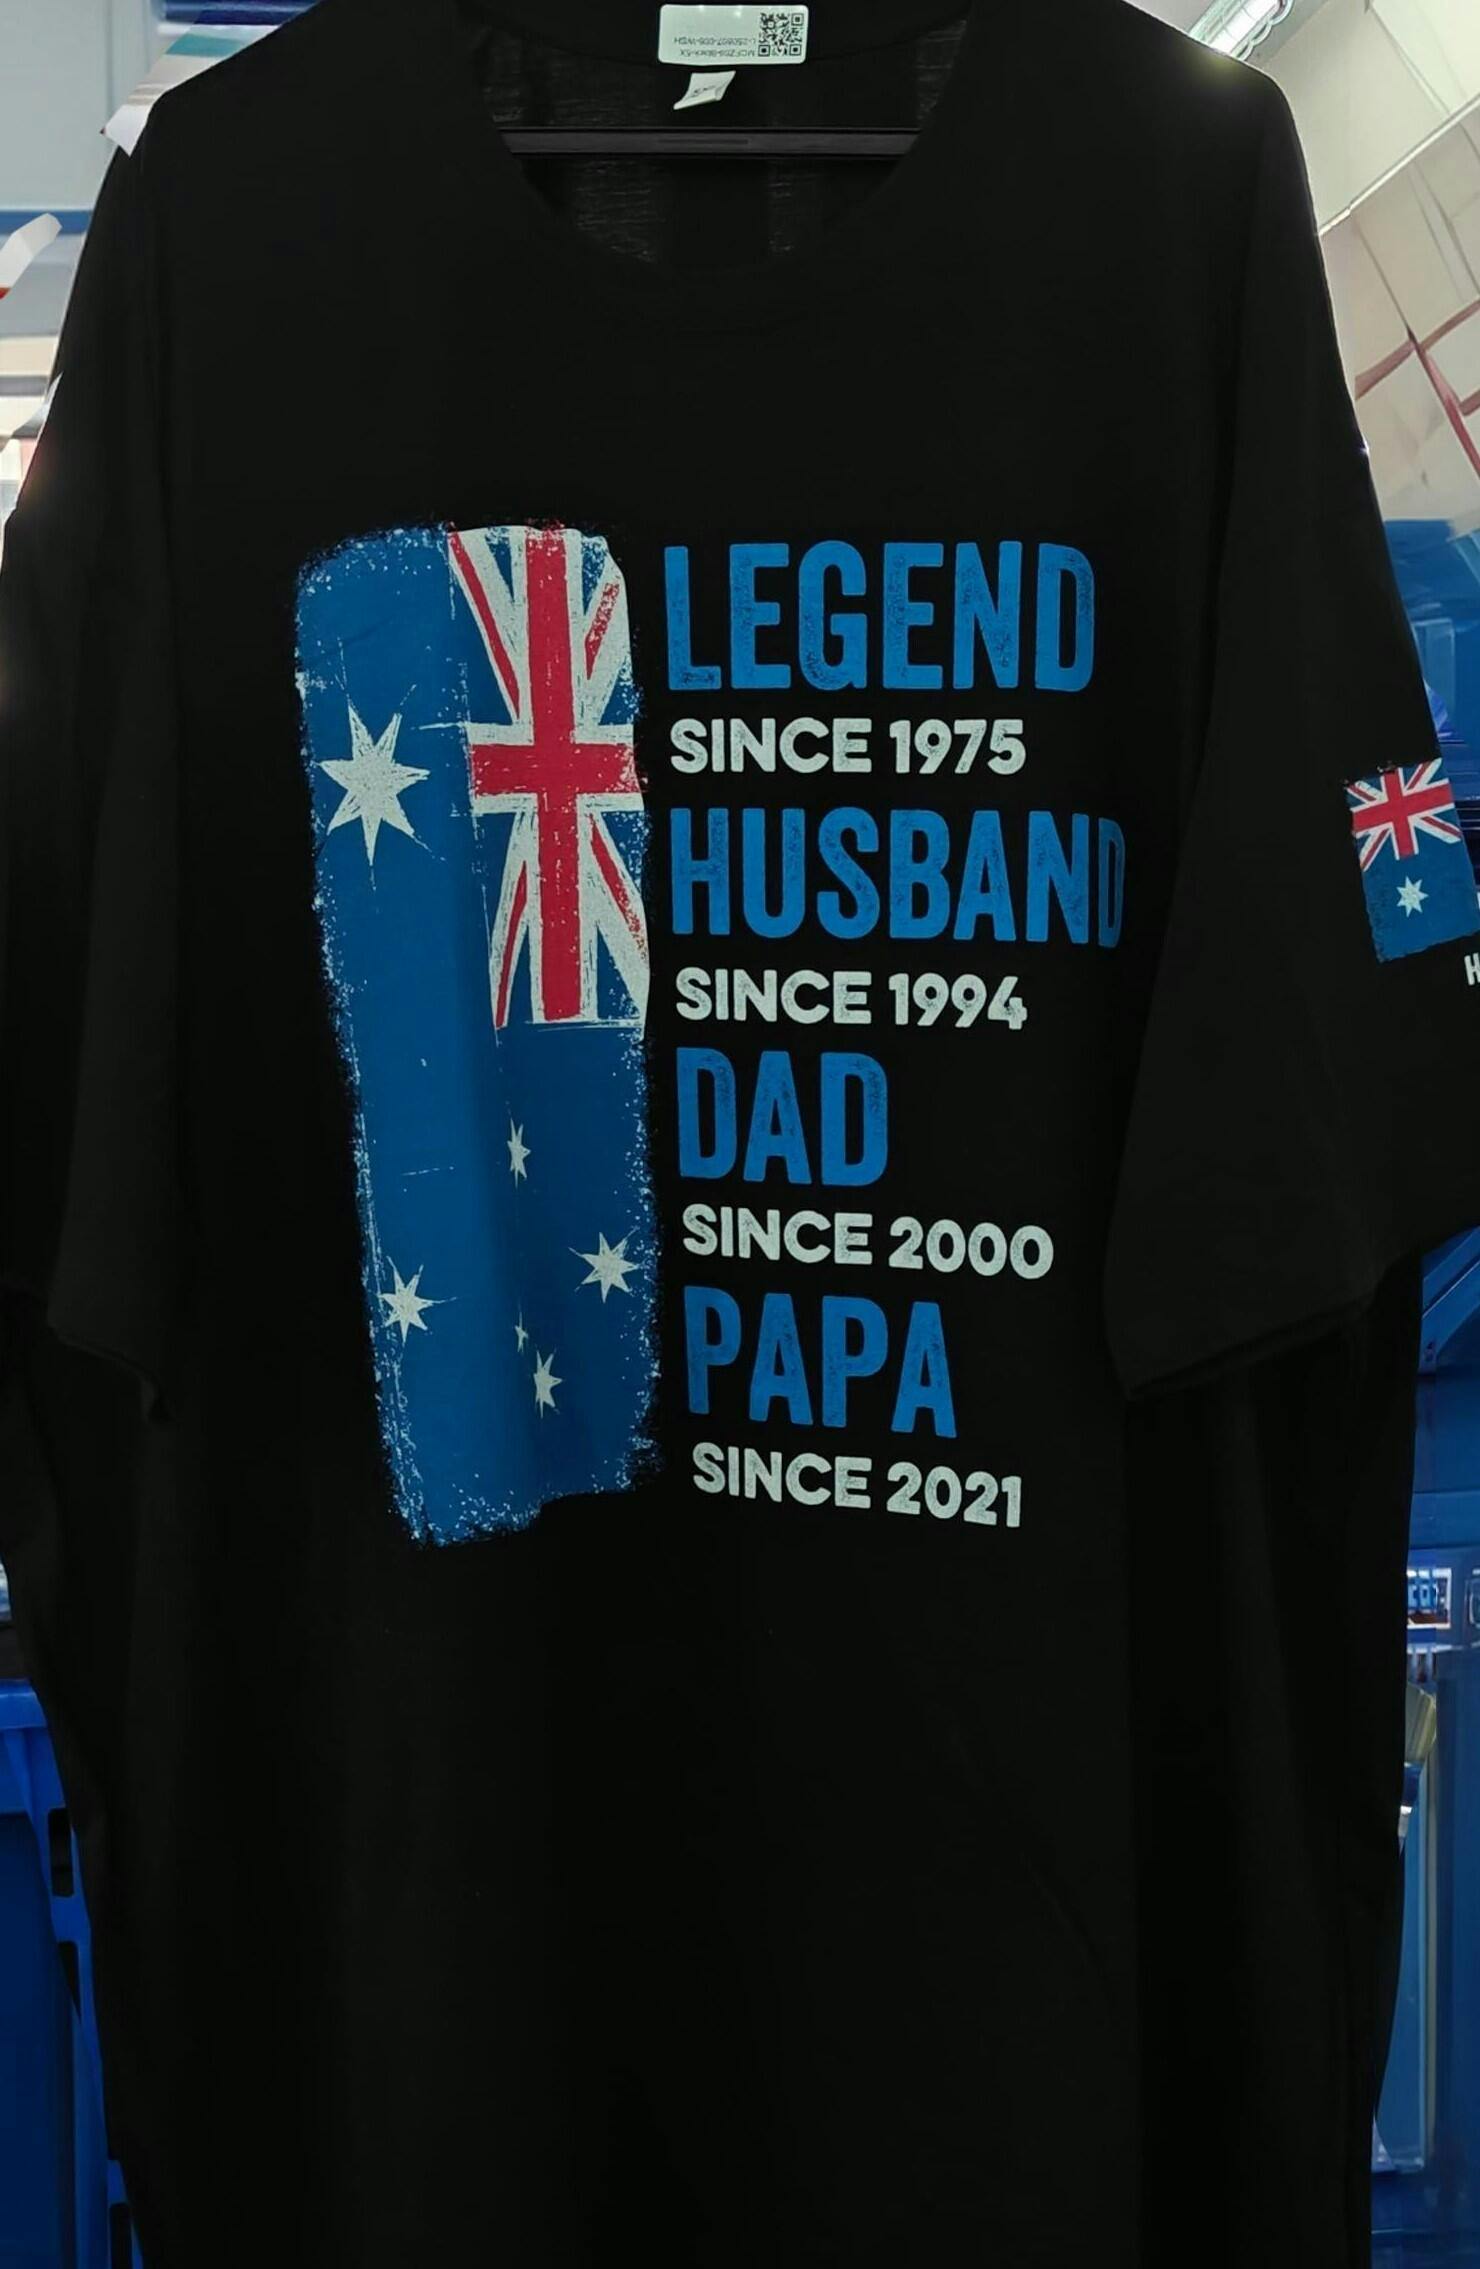 LEGEND
SINCE 1975
HUSBAND
SINCE 1994
DAD
SINCE 2000
PAPA
SINCE 2021